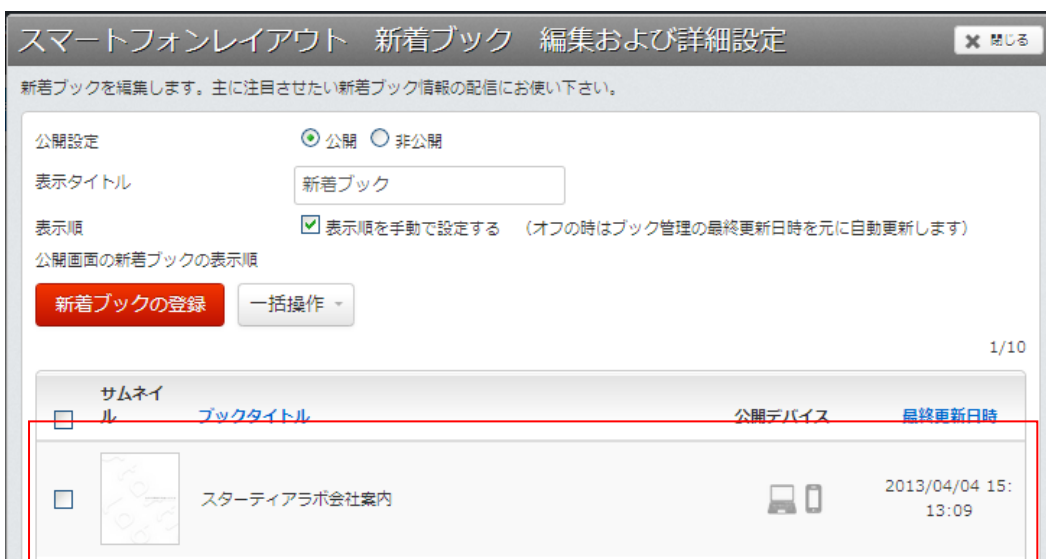 スマートフォンレイアウト　新着ブック　編集および詳細設定
閉じる
新着ブックを編集します。主に注目させたい新着ブック情報の配信にお使い下さい。
公開設定 公開 非公開
表示タイトル 新着ブック
表示順 表示順を手動で設定する （オフの時はブック管理の最終更新日時を元に自動更新します）
公開画面の新着ブックの表示順
新着ブックの登録 一括操作
1/10
サムネイ
ル ブックタイトル 公開デバイス 最終更新日時
スターティアラボ会社案内 2013/04/04 15:
13:09